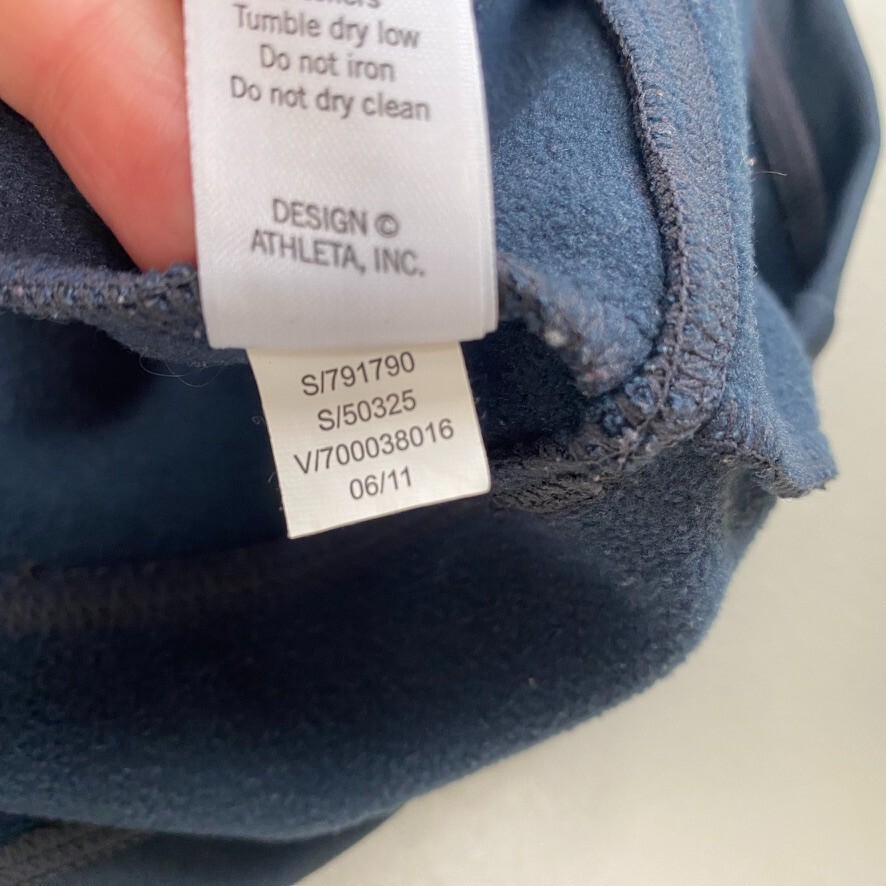 Tumble dry low
Do not iron
Do not dry clean
DESIGN ©
ATHLETA, INC.
S/791790
S/50325
V/700038016
06/11